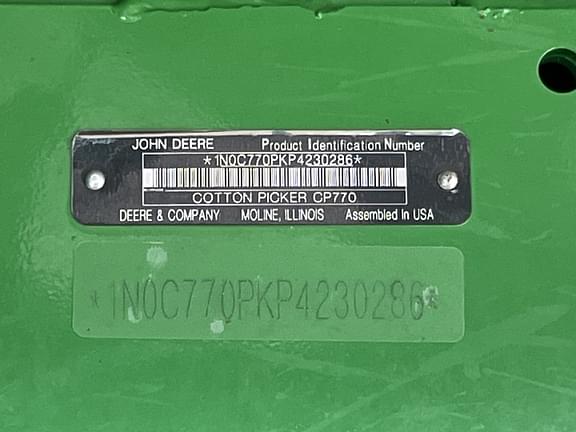 JOHN DEERE Product Identification Number
*1N0C770PKP4230286*
COTTON PICKER CP770
DEERE & COMPANY MOLINE, ILLINOIS Assembled In USA
*1N0C770PKP4230286*